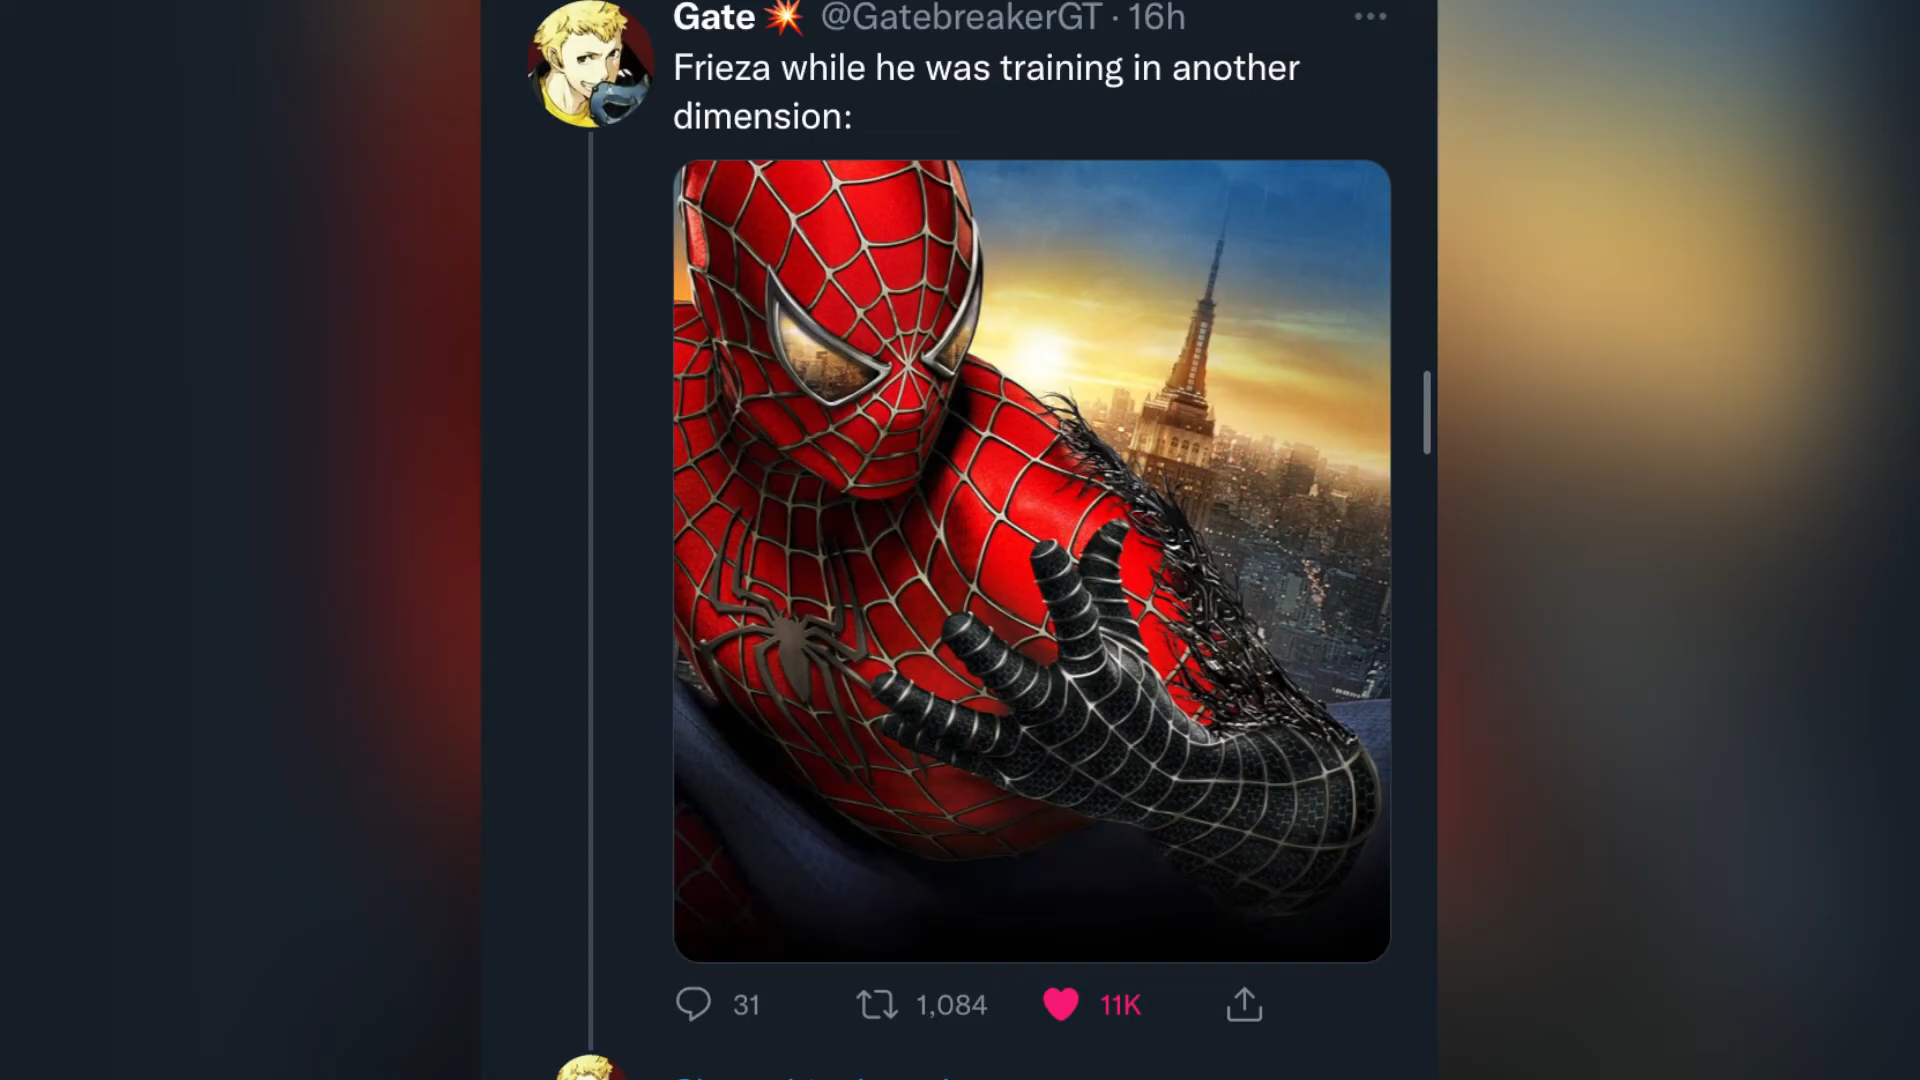 Gate 💥 @GatebreakerGT · 16h
Frieza while he was training in another
dimension:
31 1,084 11K